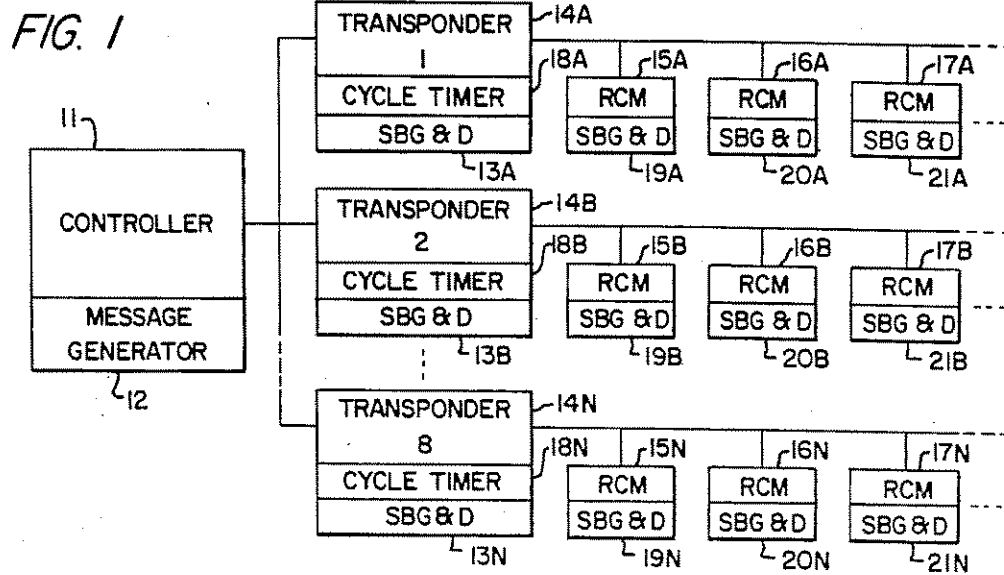 FIG. 1
TRANSPONDER
1
14A
CYCLE TIMER
18A
SBG & D
13A
15A
RCM
SBG & D
19A
16A
RCM
SBG & D
20A
17A
RCM
SBG & D
21A
11
CONTROLLER
MESSAGE
GENERATOR
12
TRANSPONDER
2
14B
CYCLE TIMER
18B
SBG & D
13B
15B
RCM
SBG & D
19B
16B
RCM
SBG & D
20B
17B
RCM
SBG & D
21B
TRANSPONDER
8
14N
CYCLE TIMER
18N
SBG & D
13N
15N
RCM
SBG & D
19N
16N
RCM
SBG & D
20N
17N
RCM
SBG & D
21N